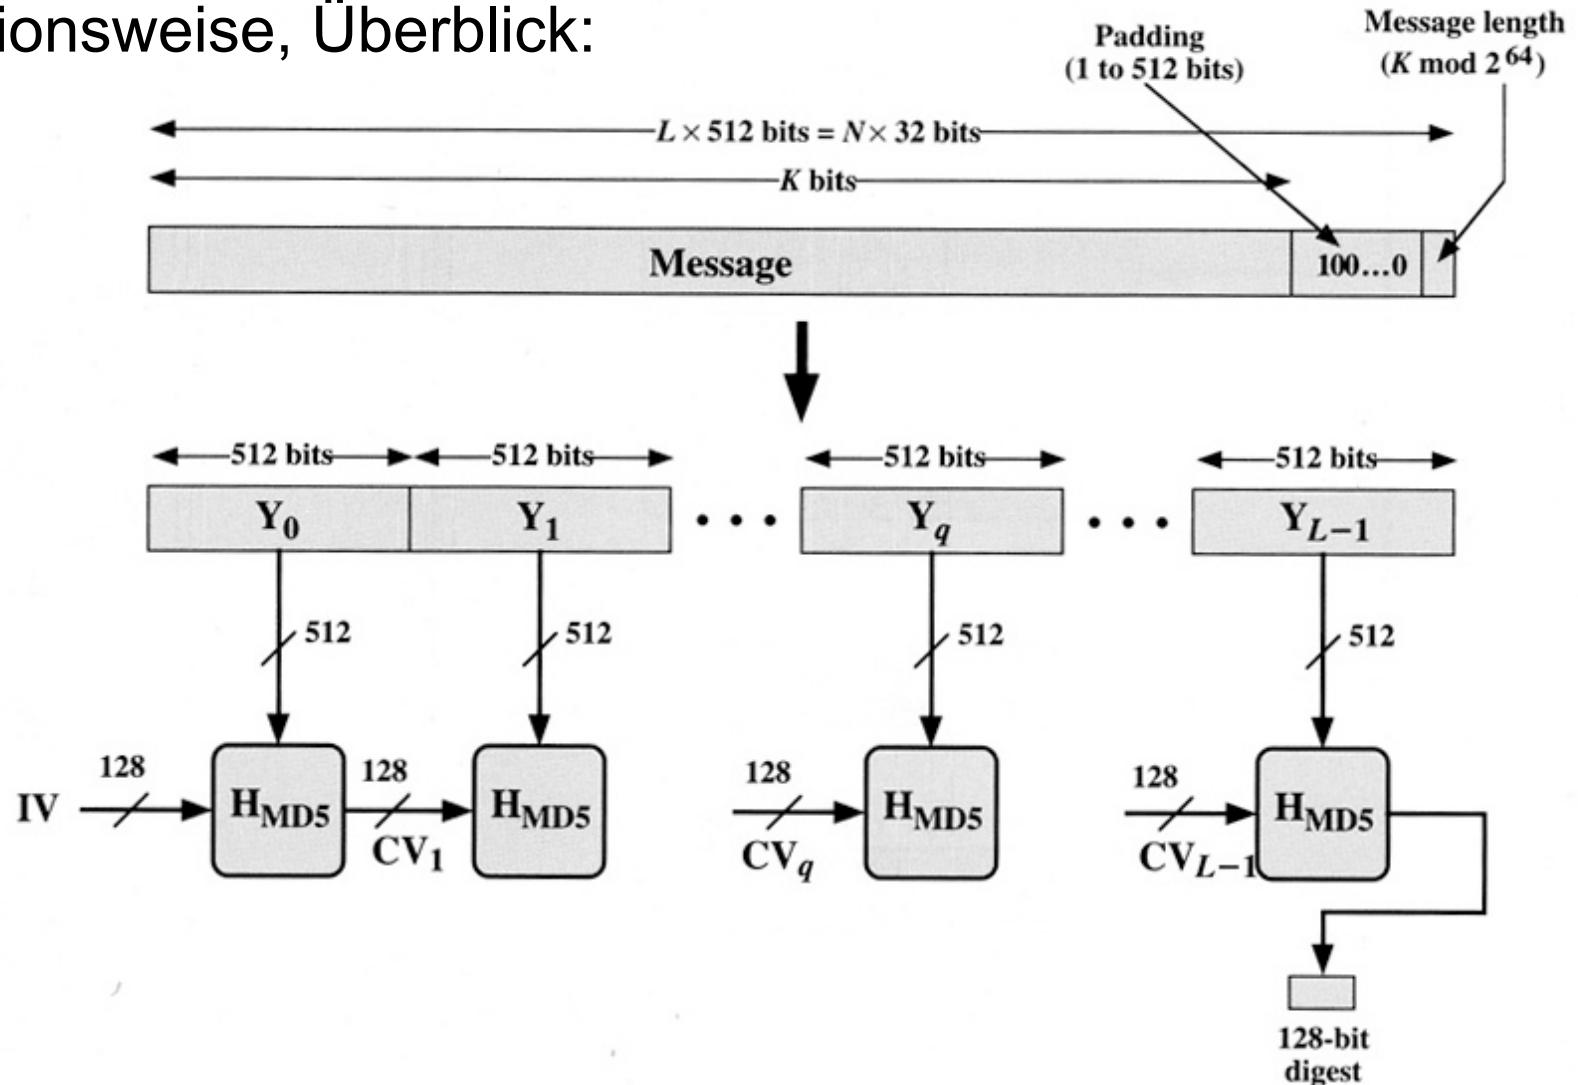 ionsweise, Überblick:
Padding
(1 to 512 bits)
Message length
(K mod 2^64)
L × 512 bits = N × 32 bits
K bits
Message
100...0
512 bits
512 bits
512 bits
512 bits
Y0
Y1
• • •
Yq
• • •
YL−1
512
512
512
512
IV
128
HMD5
128
CV1
HMD5
128
CVq
HMD5
128
CVL−1
HMD5
128-bit
digest